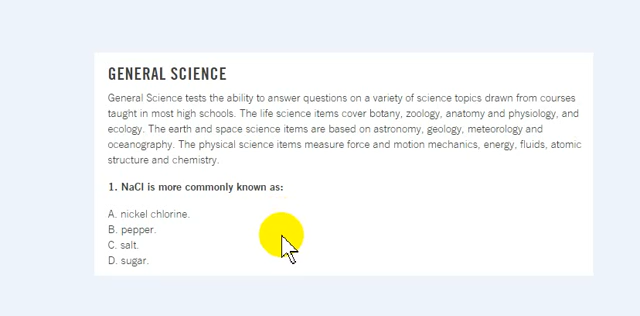 GENERAL SCIENCE
General Science tests the ability to answer questions on a variety of science topics drawn from courses
taught in most high schools. The life science items cover botany, zoology, anatomy and physiology, and
ecology. The earth and space science items are based on astronomy, geology, meteorology and
oceanography. The physical science items measure force and motion mechanics, energy, fluids, atomic
structure and chemistry.
1. NaCl is more commonly known as:
A. nickel chlorine.
B. pepper.
C. salt.
D. sugar.